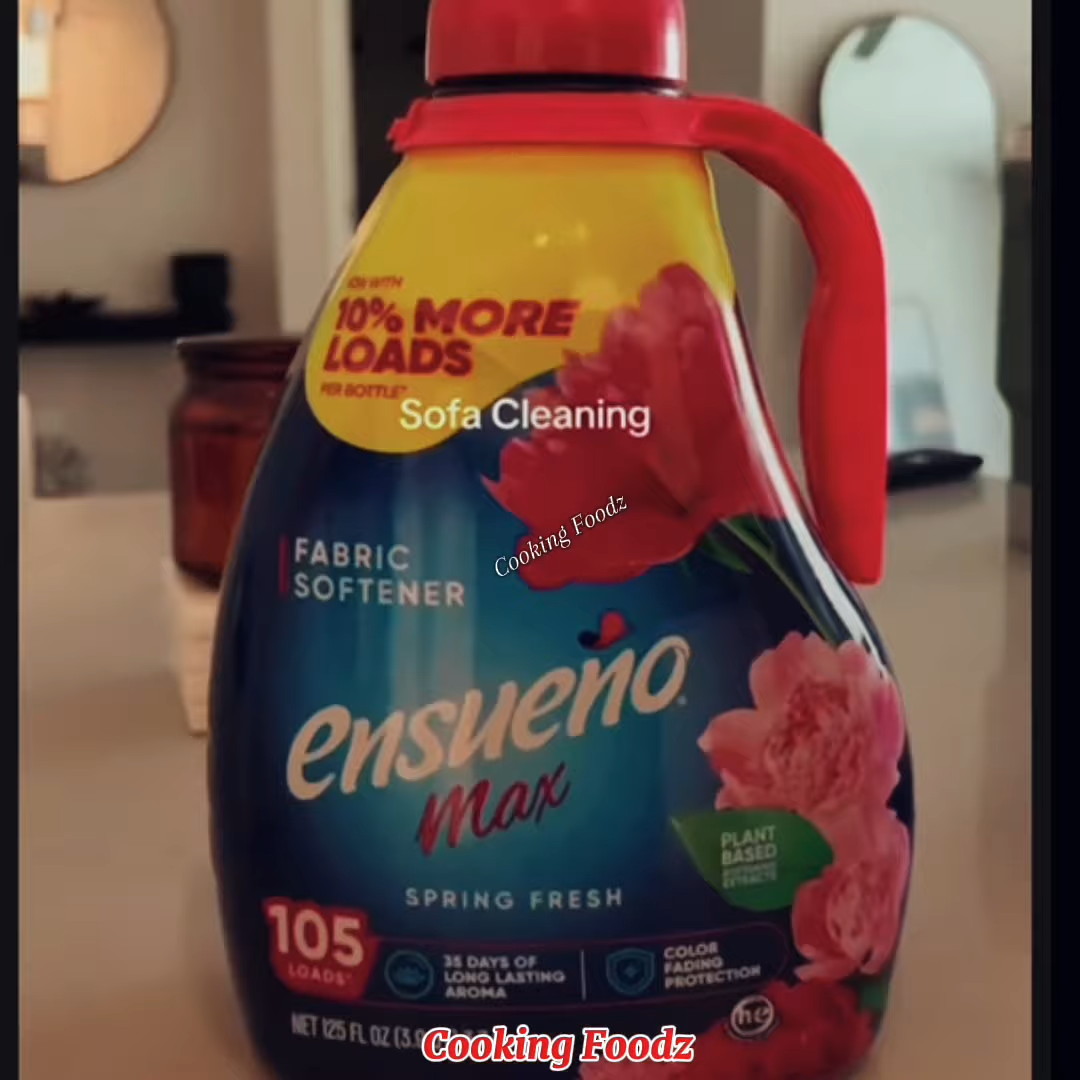 10% MORE
LOADS
PER BOTTLE*
Sofa Cleaning
Cooking Foodz
FABRIC
SOFTENER
ensueño
max
PLANT
BASED
EXTRACTS
SPRING FRESH
105
LOADS*
35 DAYS OF
LONG LASTING
AROMA
COLOR
FADING
PROTECTION
he
NET 125 FL OZ
Cooking Foodz